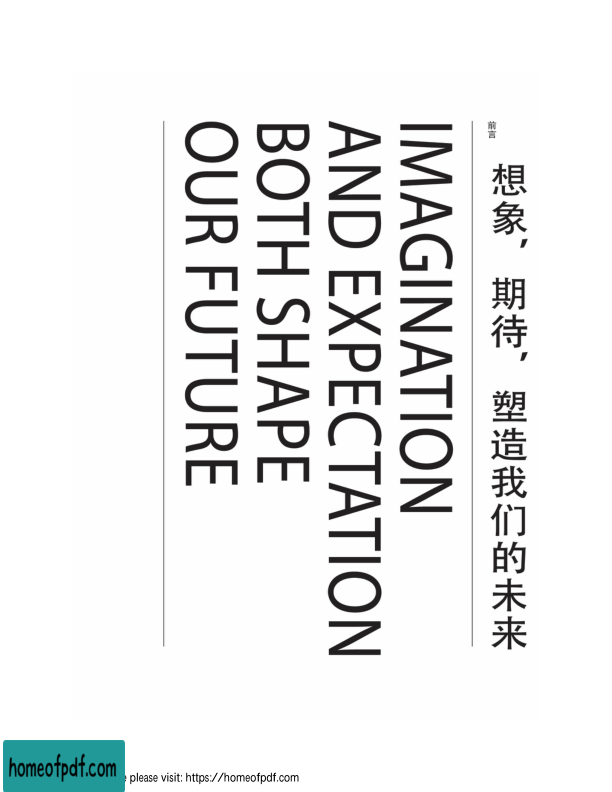 前言
想象，期待，塑造我们的未来
IMAGINATION
AND EXPECTATION
BOTH SHAPE
OUR FUTURE
homeofpdf.com
please visit: https://homeofpdf.com